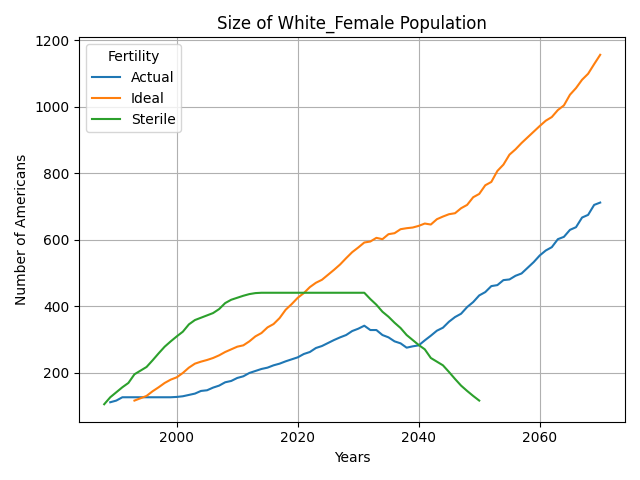 Size of White_Female Population
Fertility
Actual
Ideal
Sterile
1200
1000
800
600
400
200
Number of Americans
2000
2020
2040
2060
Years